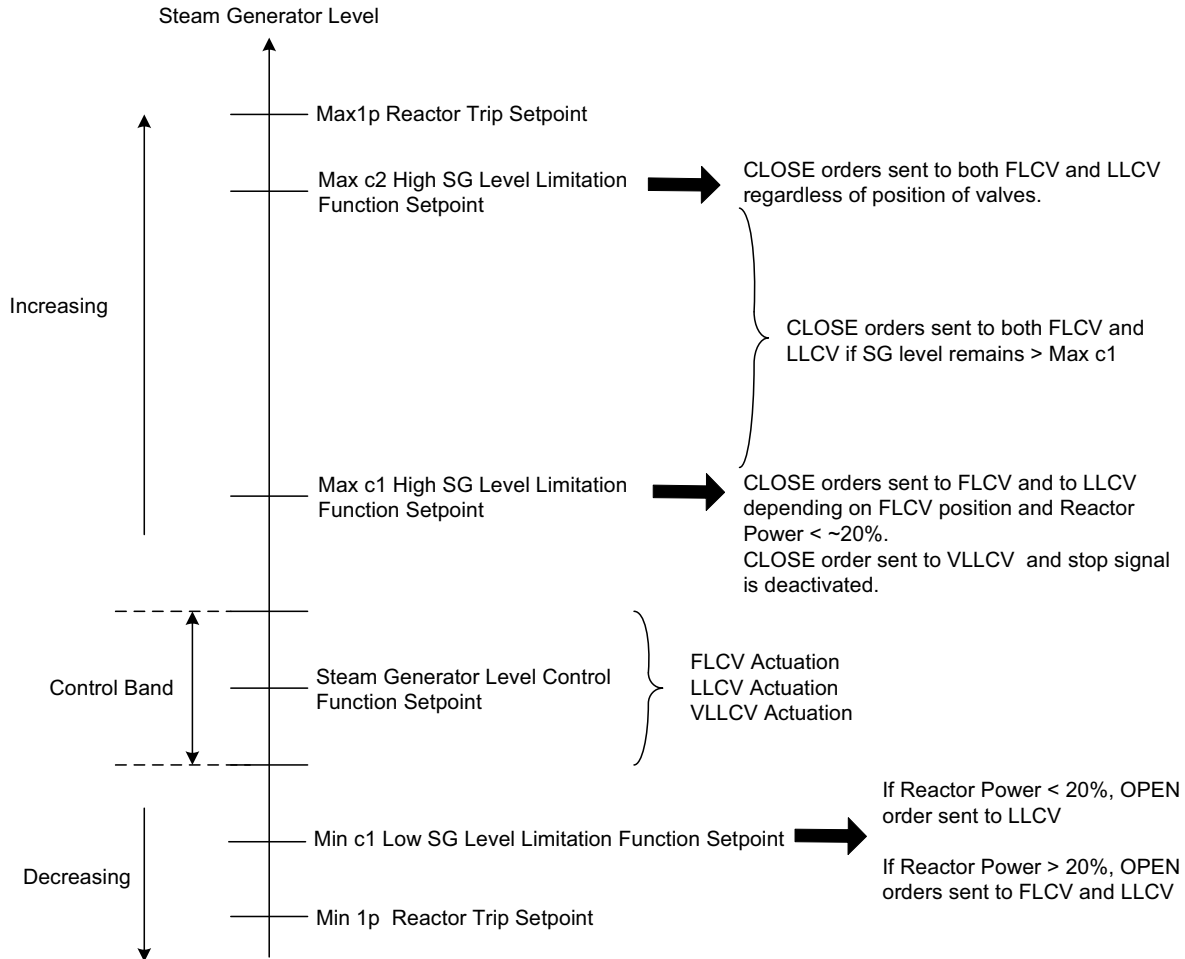 Steam Generator Level
Max1p Reactor Trip Setpoint
Max c2 High SG Level Limitation
Function Setpoint
CLOSE orders sent to both FLCV and LLCV
regardless of position of valves.
Increasing
CLOSE orders sent to both FLCV and
LLCV if SG level remains > Max c1
Max c1 High SG Level Limitation
Function Setpoint
CLOSE orders sent to FLCV and to LLCV
depending on FLCV position and Reactor
Power < ~20%.
CLOSE order sent to VLLCV and stop signal
is deactivated.
Control Band
Steam Generator Level Control
Function Setpoint
FLCV Actuation
LLCV Actuation
VLLCV Actuation
Decreasing
Min c1 Low SG Level Limitation Function Setpoint
If Reactor Power < 20%, OPEN
order sent to LLCV
If Reactor Power > 20%, OPEN
orders sent to FLCV and LLCV
Min 1p Reactor Trip Setpoint